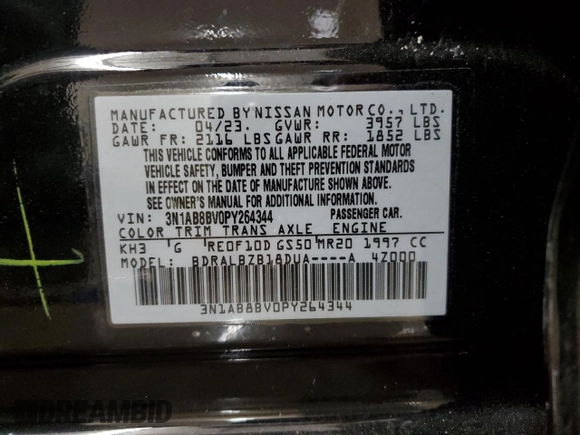 MANUFACTURED BY NISSAN MOTOR CO., LTD.
DATE: 04/23. GVWR: 3957 LBS
GAWR FR: 2116 LBS GAWR RR: 1852 LBS
THIS VEHICLE CONFORMS TO ALL APPLICABLE FEDERAL MOTOR
VEHICLE SAFETY, BUMPER AND THEFT PREVENTION STANDARDS
IN EFFECT ON THE DATE OF MANUFACTURE SHOWN ABOVE.
SEE OWNER'S MANUAL FOR ADDITIONAL INFORMATION.
VIN: 3N1AB8BV0PY264344 PASSENGER CAR.
COLOR TRIM TRANS AXLE ENGINE
KH3 G RE0F10D GS50 MR20 1997 CC
MODEL: BDRALBZB18DUA----A 4Z000
3N1AB8BV0PY264344
DREAMBID